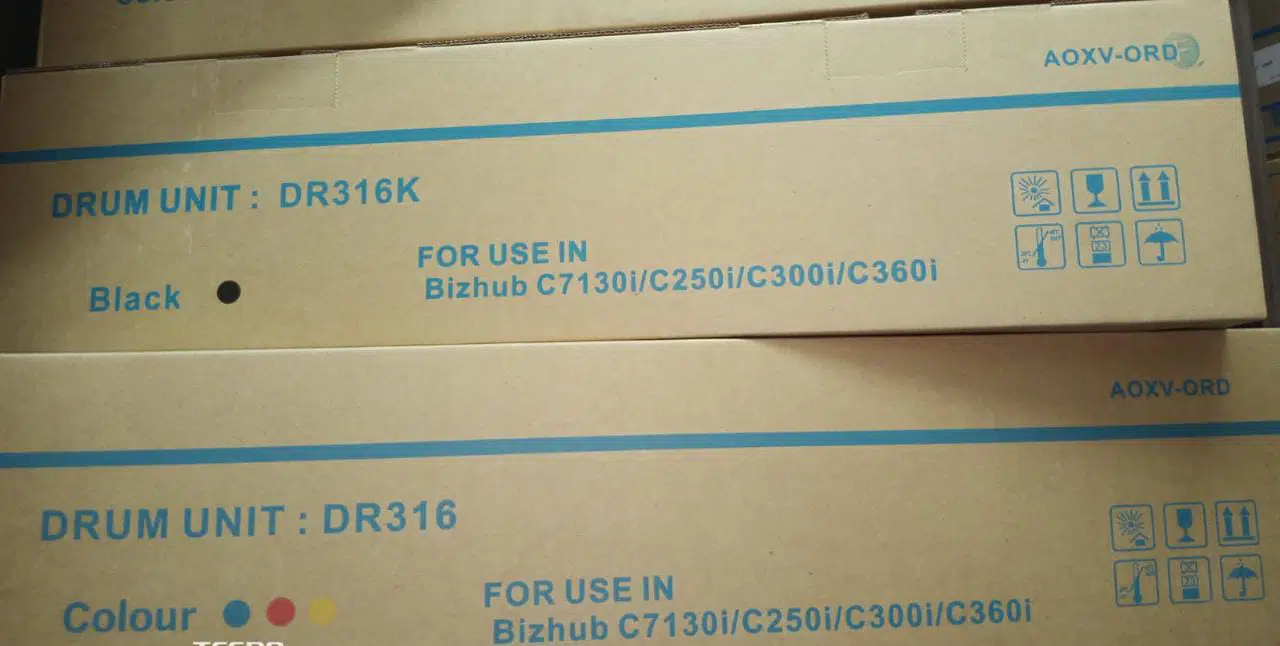 AOXV-ORD
DRUM UNIT : DR316K
FOR USE IN
Black
Bizhub C7130i/C250i/C300i/C360i
AOXV-ORD
DRUM UNIT : DR316
FOR USE IN
Colour
Bizhub C7130i/C250i/C300i/C360i